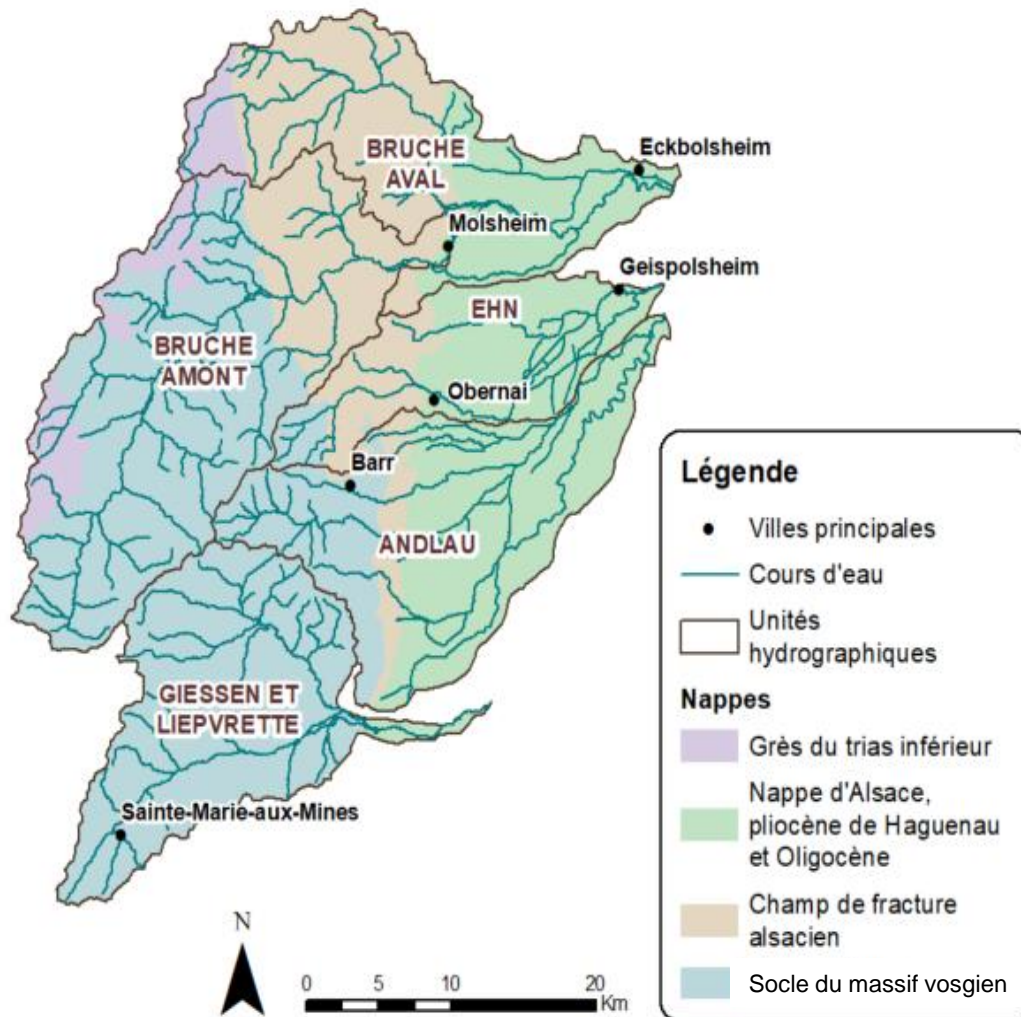 Eckbolsheim
BRUCHE
AVAL
Molsheim
Geispolsheim
EHN
BRUCHE
AMONT
Obernai
Barr
ANDLAU
GIESSEN ET
LIEPVRETTE
Sainte-Marie-aux-Mines
N
0 5 10 20
Km
Légende
Villes principales
Cours d'eau
Unités
hydrographiques
Nappes
Grès du trias inférieur
Nappe d'Alsace,
pliocène de Haguenau
et Oligocène
Champ de fracture
alsacien
Socle du massif vosgien